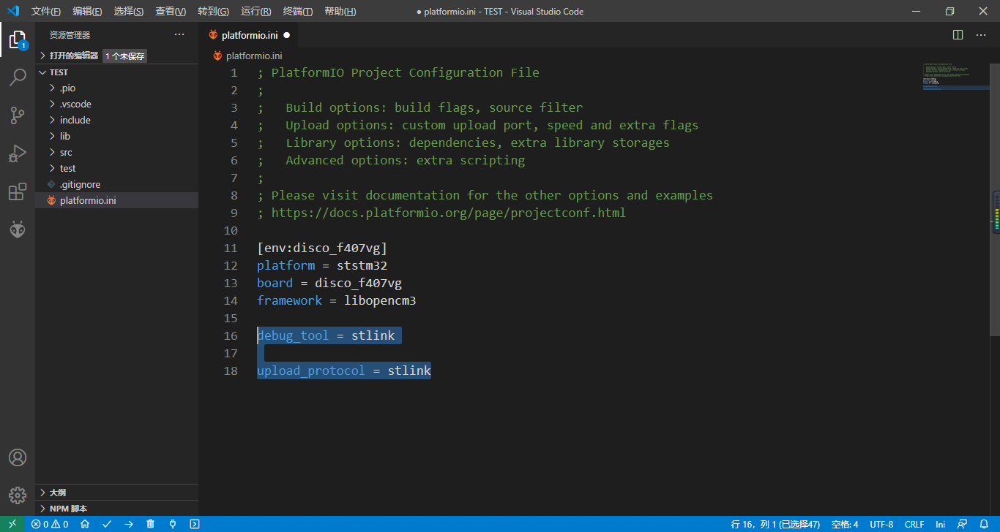 文件(F) 编辑(E) 选择(S) 查看(V) 转到(G) 运行(R) 终端(T) 帮助(H) ● platformio.ini - TEST - Visual Studio Code
资源管理器
1
打开的编辑器 1 个未保存
TEST
.pio
.vscode
include
lib
src
test
.gitignore
platformio.ini
大纲
NPM 脚本
platformio.ini ●
platformio.ini
1 ; PlatformIO Project Configuration File
2 ;
3 ;   Build options: build flags, source filter
4 ;   Upload options: custom upload port, speed and extra flags
5 ;   Library options: dependencies, extra library storages
6 ;   Advanced options: extra scripting
7 ;
8 ; Please visit documentation for the other options and examples
9 ; https://docs.platformio.org/page/projectconf.html
10
11 [env:disco_f407vg]
12 platform = ststm32
13 board = disco_f407vg
14 framework = libopencm3
15
16 debug_tool = stlink
17
18 upload_protocol = stlink
0 0 行 16，列 1 (已选择47) 空格: 4 UTF-8 CRLF Ini